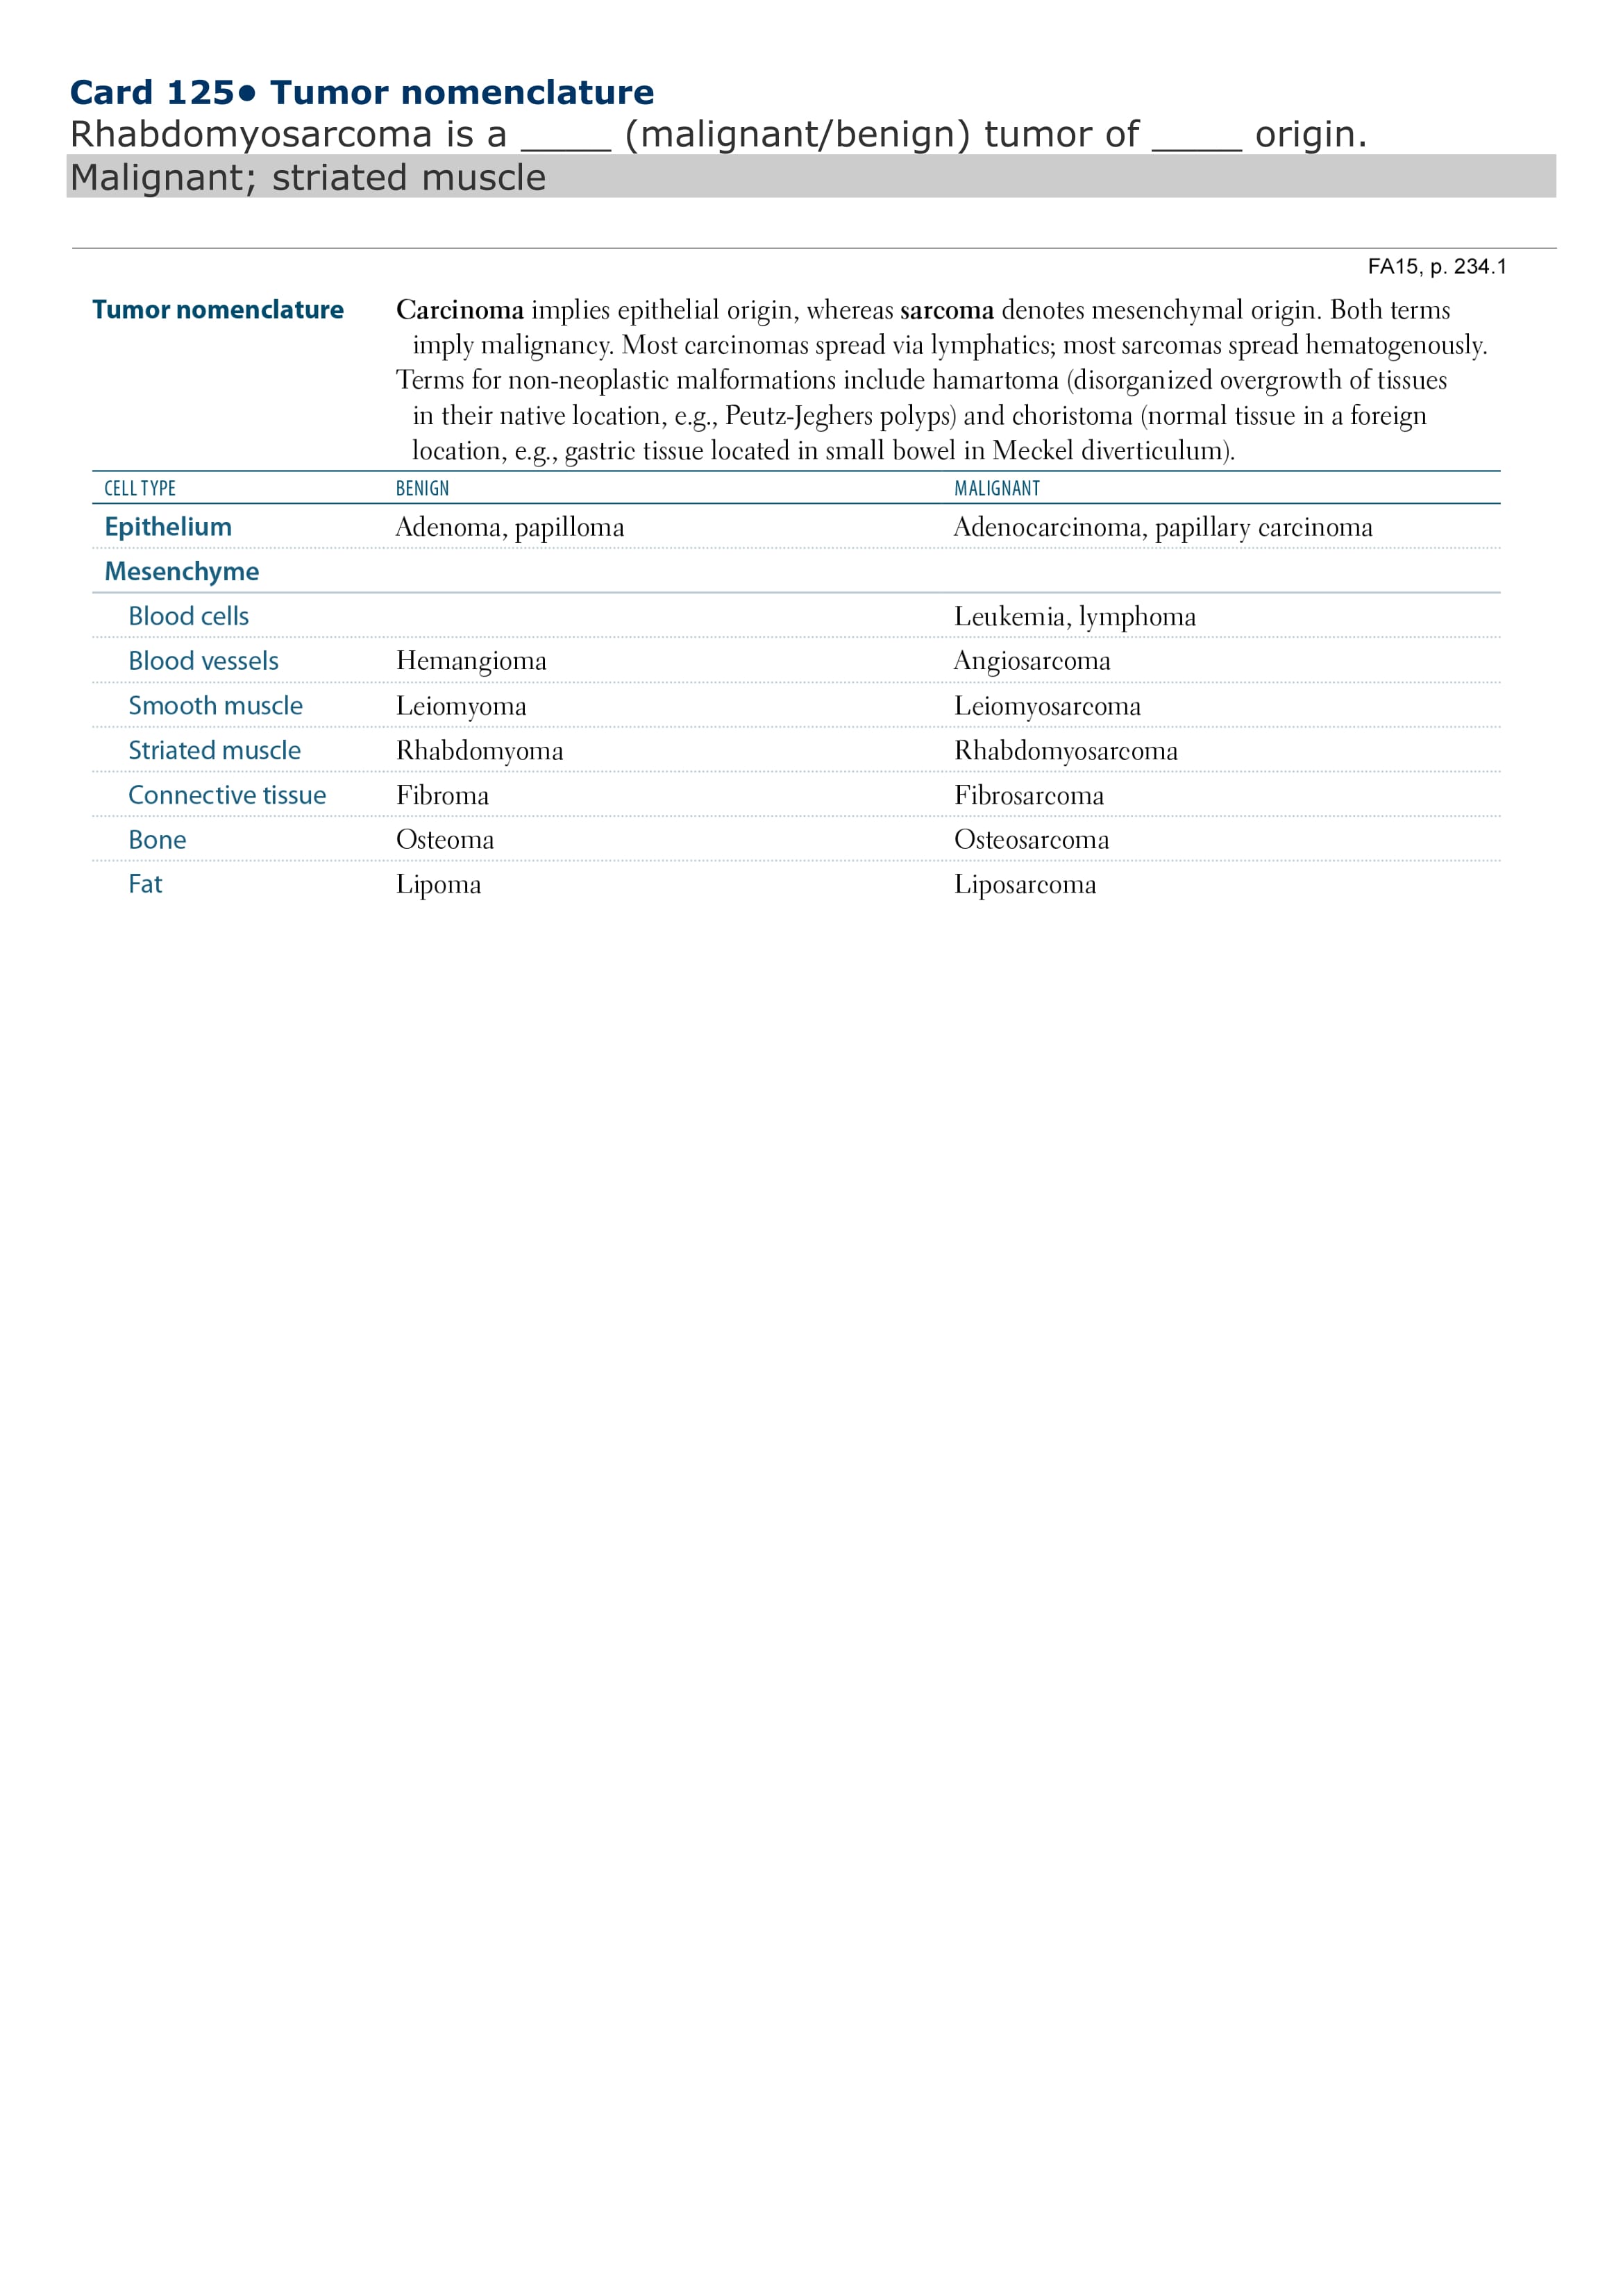 Card 125• Tumor nomenclature
Rhabdomyosarcoma is a _____ (malignant/benign) tumor of _____ origin.
Malignant; striated muscle
FA15, p. 234.1
Tumor nomenclature Carcinoma implies epithelial origin, whereas sarcoma denotes mesenchymal origin. Both terms
imply malignancy. Most carcinomas spread via lymphatics; most sarcomas spread hematogenously.
Terms for non-neoplastic malformations include hamartoma (disorganized overgrowth of tissues
in their native location, e.g., Peutz-Jeghers polyps) and choristoma (normal tissue in a foreign
location, e.g., gastric tissue located in small bowel in Meckel diverticulum).
CELL TYPE BENIGN MALIGNANT
Epithelium Adenoma, papilloma Adenocarcinoma, papillary carcinoma
Mesenchyme
Blood cells Leukemia, lymphoma
Blood vessels Hemangioma Angiosarcoma
Smooth muscle Leiomyoma Leiomyosarcoma
Striated muscle Rhabdomyoma Rhabdomyosarcoma
Connective tissue Fibroma Fibrosarcoma
Bone Osteoma Osteosarcoma
Fat Lipoma Liposarcoma